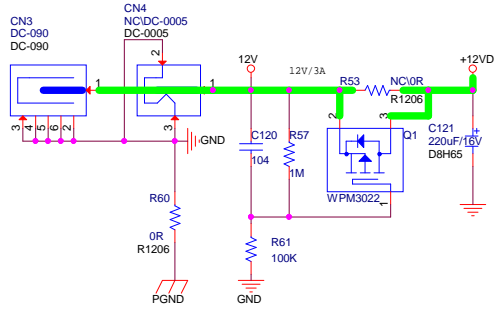 CN3
DC-090
DC-090
CN4
NC\DC-0005
DC-0005
12V
12V/3A
+12VD
R53
NC\0R
R1206
1
2
1
3
3
4
5
6
2
GND
C120
104
R57
1M
2
3
Q1
C121
220uF/16V
D8H65
WPM3022
1
R60
0R
R1206
R61
100K
PGND
GND